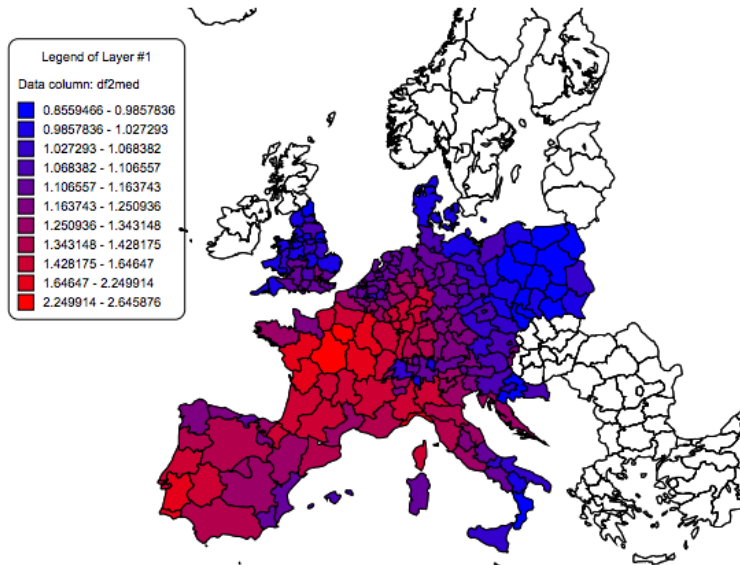 Legend of Layer #1
Data column: df2med
0.8559466 - 0.9857836
0.9857836 - 1.027293
1.027293 - 1.068382
1.068382 - 1.106557
1.106557 - 1.163743
1.163743 - 1.250936
1.250936 - 1.343148
1.343148 - 1.428175
1.428175 - 1.64647
1.64647 - 2.249914
2.249914 - 2.645876